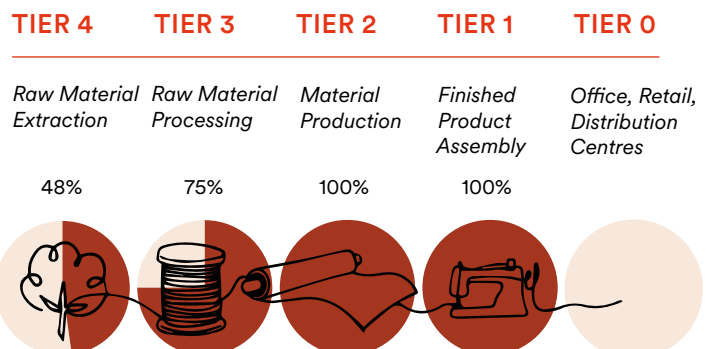 TIER 4 TIER 3 TIER 2 TIER 1 TIER 0
Raw Material Raw Material Material Finished Office, Retail,
Extraction Processing Production Product Distribution
Assembly Centres
48% 75% 100% 100%